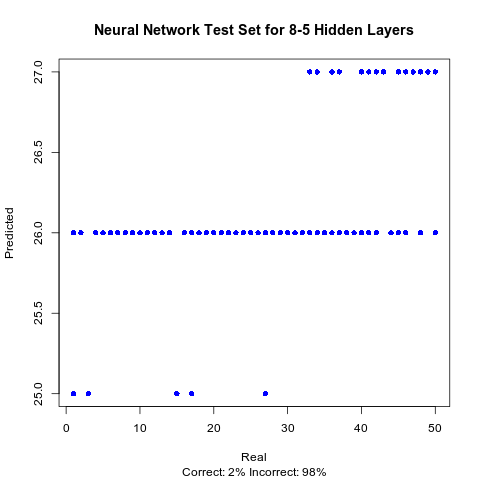 Neural Network Test Set for 8-5 Hidden Layers
27.0
26.5
26.0
25.5
25.0
Predicted
0 10 20 30 40 50
Real
Correct: 2% Incorrect: 98%